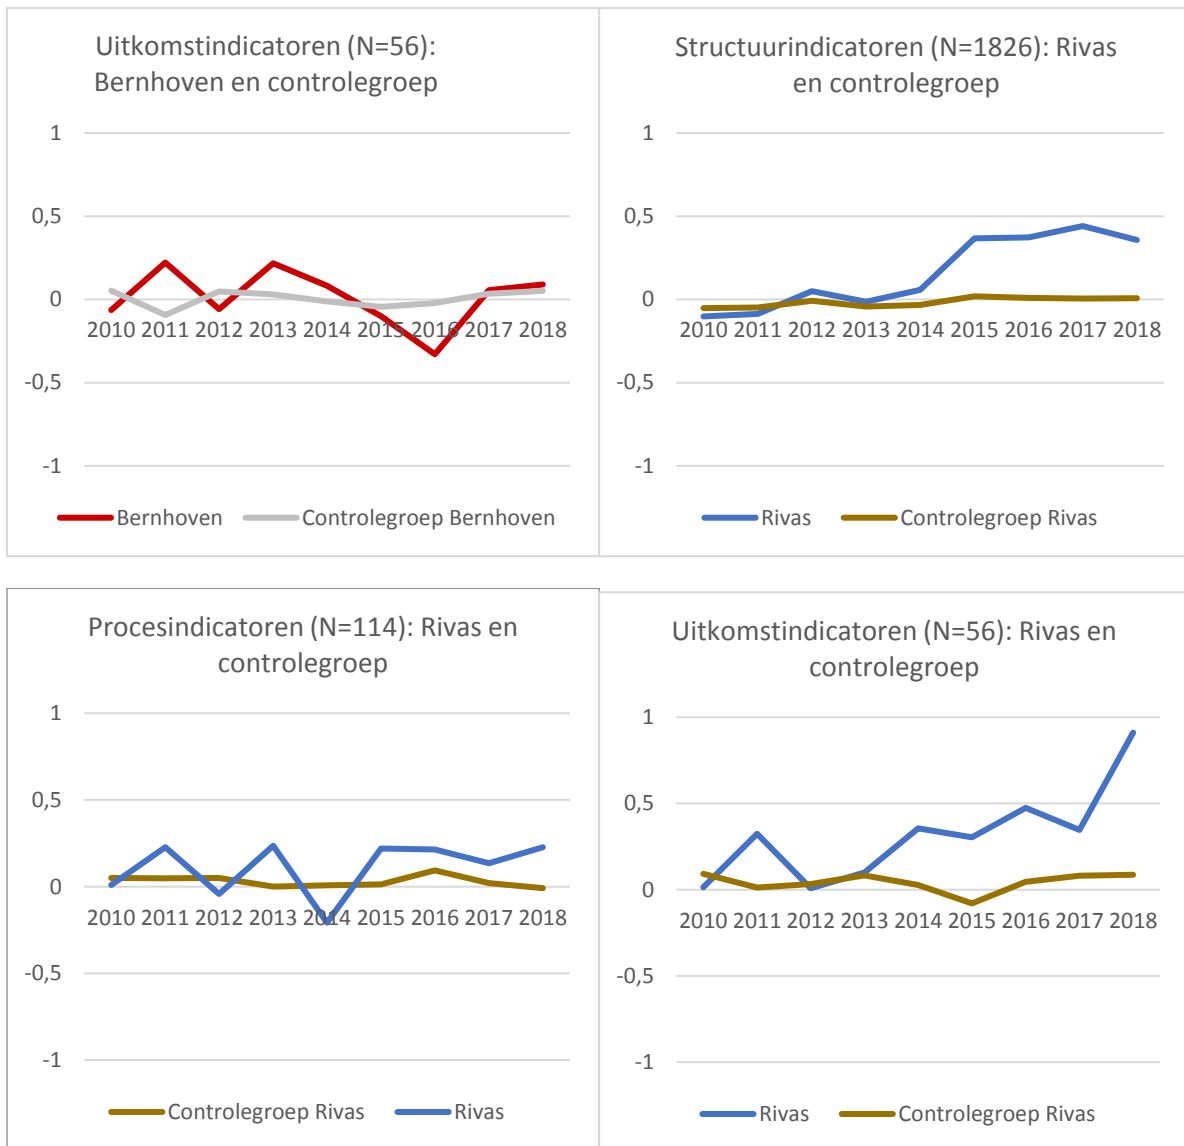 Uitkomstindicatoren (N=56):
Bernhoven en controlegroep
1
0,5
0
2010 2011 2012 2013 2014 2015 2016 2017 2018
-0,5
-1
Bernhoven Controlegroep Bernhoven
Structuurindicatoren (N=1826): Rivas
en controlegroep
1
0,5
0
2010 2011 2012 2013 2014 2015 2016 2017 2018
-0,5
-1
Rivas Controlegroep Rivas
Procesindicatoren (N=114): Rivas en
controlegroep
1
0,5
0
2010 2011 2012 2013 2014 2015 2016 2017 2018
-0,5
-1
Controlegroep Rivas Rivas
Uitkomstindicatoren (N=56): Rivas en
controlegroep
1
0,5
0
2010 2011 2012 2013 2014 2015 2016 2017 2018
-0,5
-1
Rivas Controlegroep Rivas